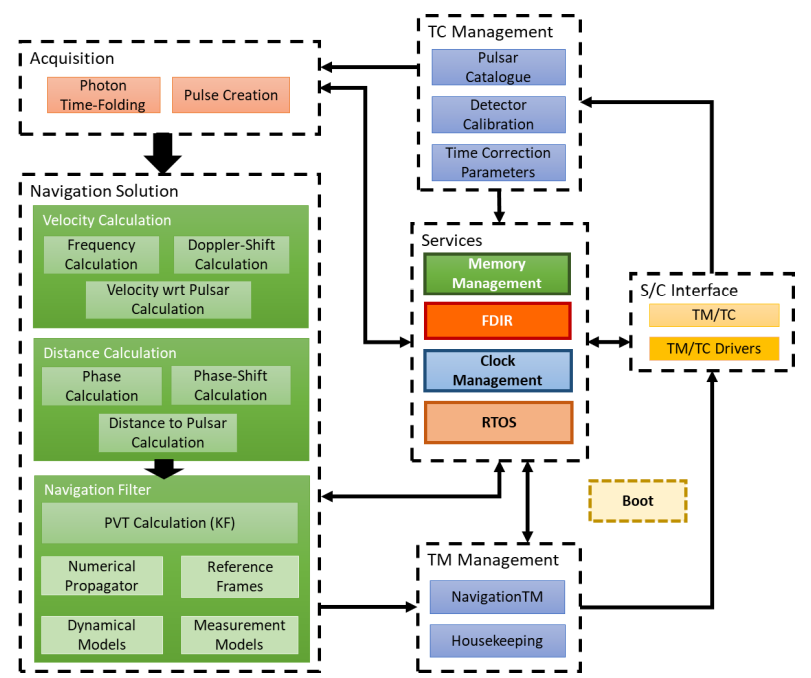 Acquisition
Photon
Time-Folding
Pulse Creation
TC Management
Pulsar
Catalogue
Detector
Calibration
Time Correction
Parameters
Navigation Solution
Velocity Calculation
Frequency
Calculation
Doppler-Shift
Calculation
Velocity wrt Pulsar
Calculation
Distance Calculation
Phase
Calculation
Phase-Shift
Calculation
Distance to Pulsar
Calculation
Navigation Filter
PVT Calculation (KF)
Numerical
Propagator
Reference
Frames
Dynamical
Models
Measurement
Models
Services
Memory
Management
FDIR
Clock
Management
RTOS
S/C Interface
TM/TC
TM/TC Drivers
Boot
TM Management
NavigationTM
Housekeeping